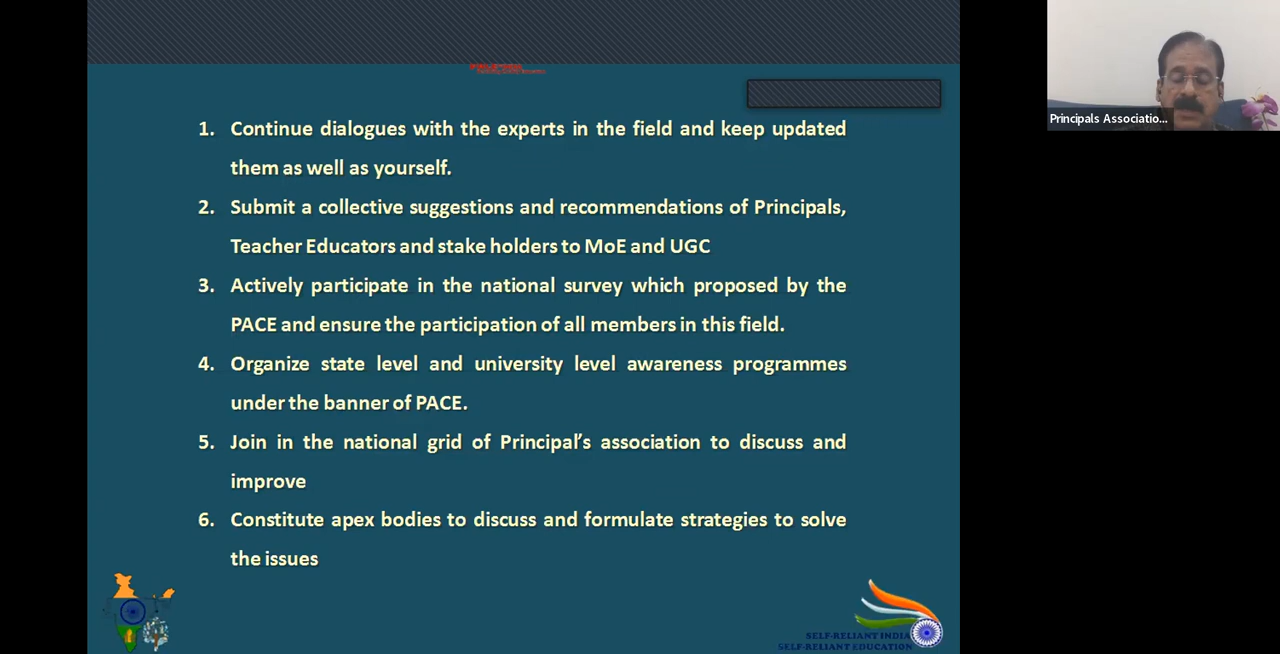 Principals Associatio...
1. Continue dialogues with the experts in the field and keep updated
them as well as yourself.
2. Submit a collective suggestions and recommendations of Principals,
Teacher Educators and stake holders to MoE and UGC
3. Actively participate in the national survey which proposed by the
PACE and ensure the participation of all members in this field.
4. Organize state level and university level awareness programmes
under the banner of PACE.
5. Join in the national grid of Principal’s association to discuss and
improve
6. Constitute apex bodies to discuss and formulate strategies to solve
the issues
SELF-RELIANT INDIA
SELF-RELIANT EDUCATION